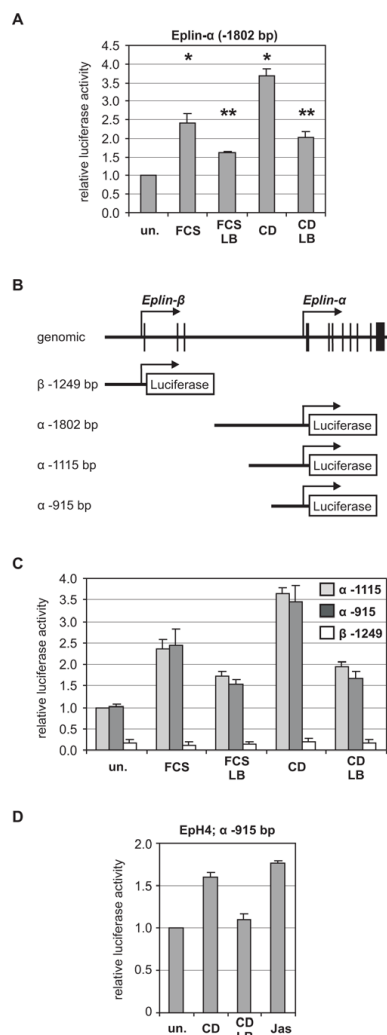 A
Eplin-α (-1802 bp)
relative luciferase activity
4.5
4.0
3.5
3.0
2.5
2.0
1.5
1.0
0.5
0.0
* ** * **
un. FCS FCS LB CD CD LB
B
Eplin-β Eplin-α
genomic
β -1249 bp Luciferase
α -1802 bp Luciferase
α -1115 bp Luciferase
α -915 bp Luciferase
C
relative luciferase activity
4.0
3.5
3.0
2.5
2.0
1.5
1.0
0.5
0.0
α -1115
α -915
β -1249
un. FCS FCS LB CD CD LB
D
EpH4; α -915 bp
relative luciferase activity
2.0
1.5
1.0
0.5
0
un. CD CD LB Jas